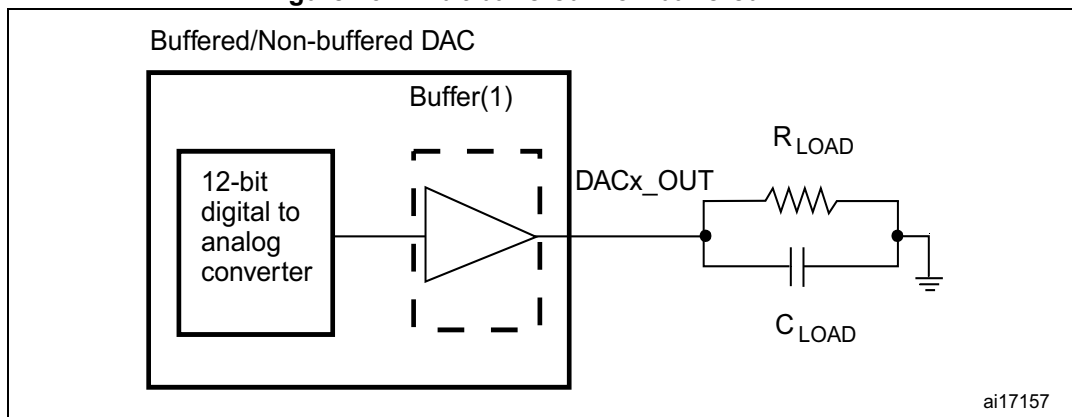 Buffered/Non-buffered DAC
Buffer(1)
12-bit
digital to
analog
converter
DACx_OUT
R LOAD
C LOAD
ai17157